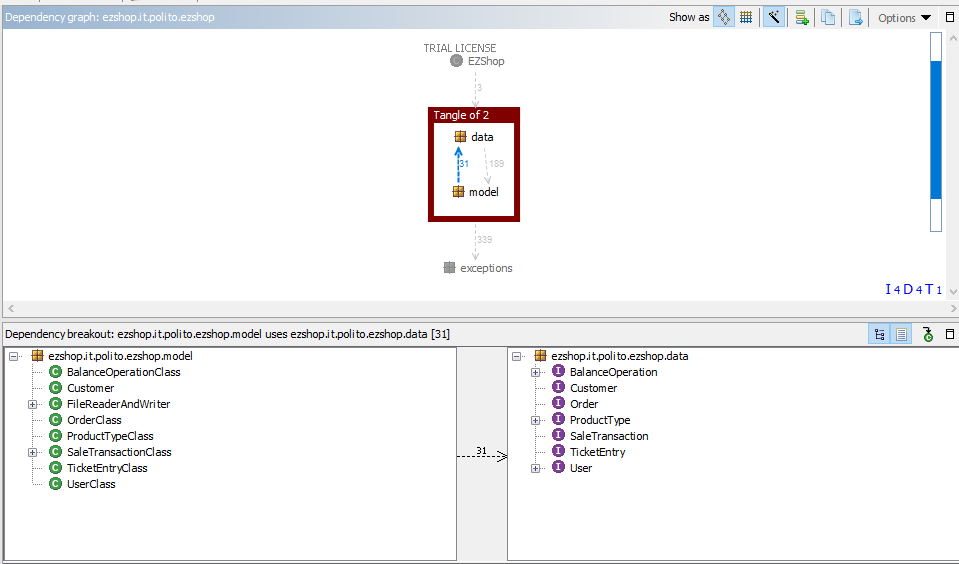 Dependency graph: ezshop.it.polito.ezshop
Show as
Options
TRIAL LICENSE
EZShop
3
Tangle of 2
data
31
189
model
339
exceptions
I 4 D 4 T 1
Dependency breakout: ezshop.it.polito.ezshop.model uses ezshop.it.polito.ezshop.data [31]
ezshop.it.polito.ezshop.model
C BalanceOperationClass
C Customer
C FileReaderAndWriter
C OrderClass
C ProductTypeClass
C SaleTransactionClass
C TicketEntryClass
C UserClass
31
ezshop.it.polito.ezshop.data
I BalanceOperation
I Customer
I Order
I ProductType
I SaleTransaction
I TicketEntry
I User